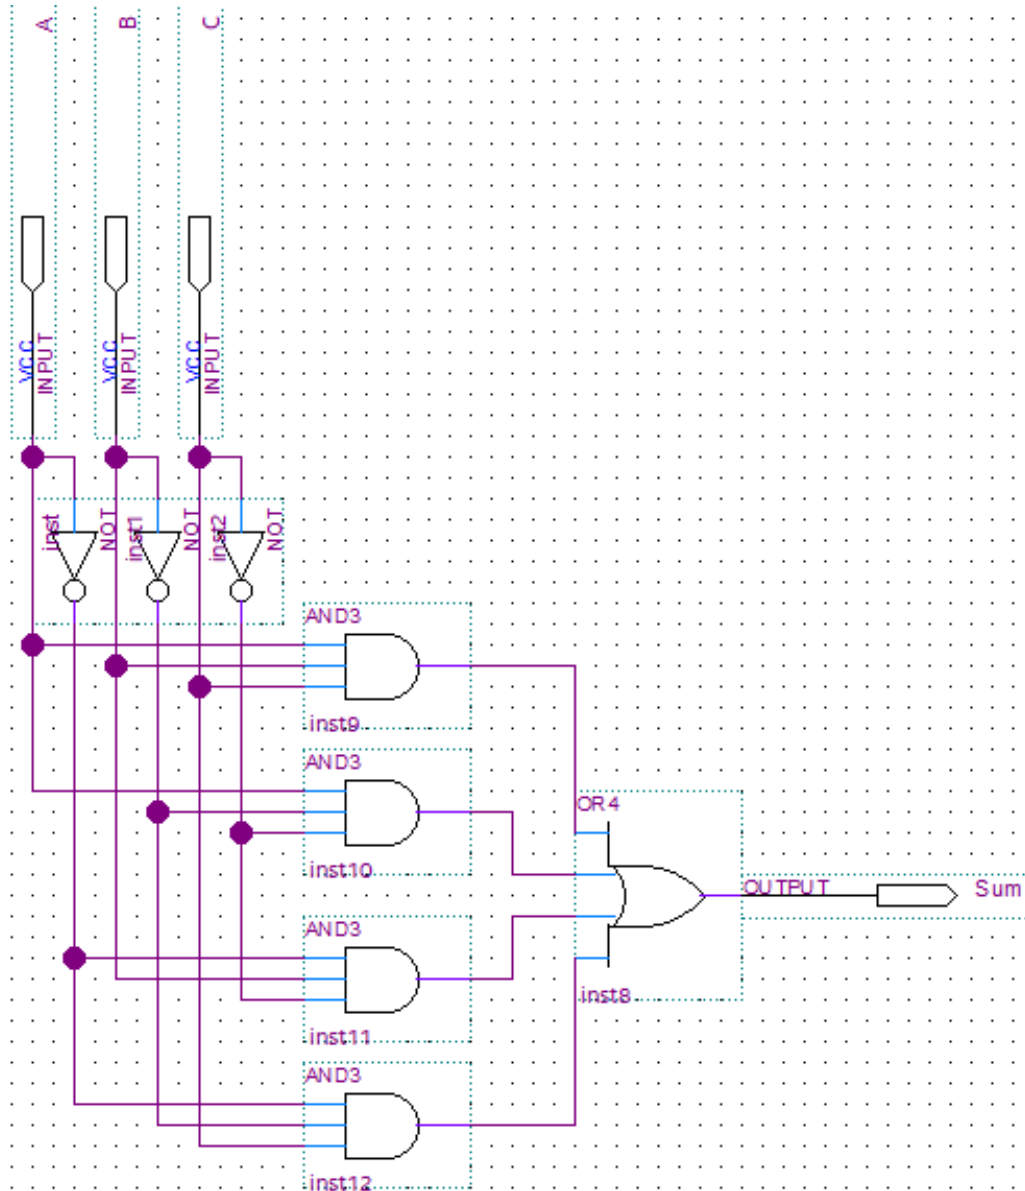 A
B
C
VCC
INPUT
VCC
INPUT
VCC
INPUT
inst
NOT
inst1
NOT
inst2
NOT
AND3
inst9
AND3
inst10
OR4
OUTPUT
Sum
AND3
inst8
inst11
AND3
inst12